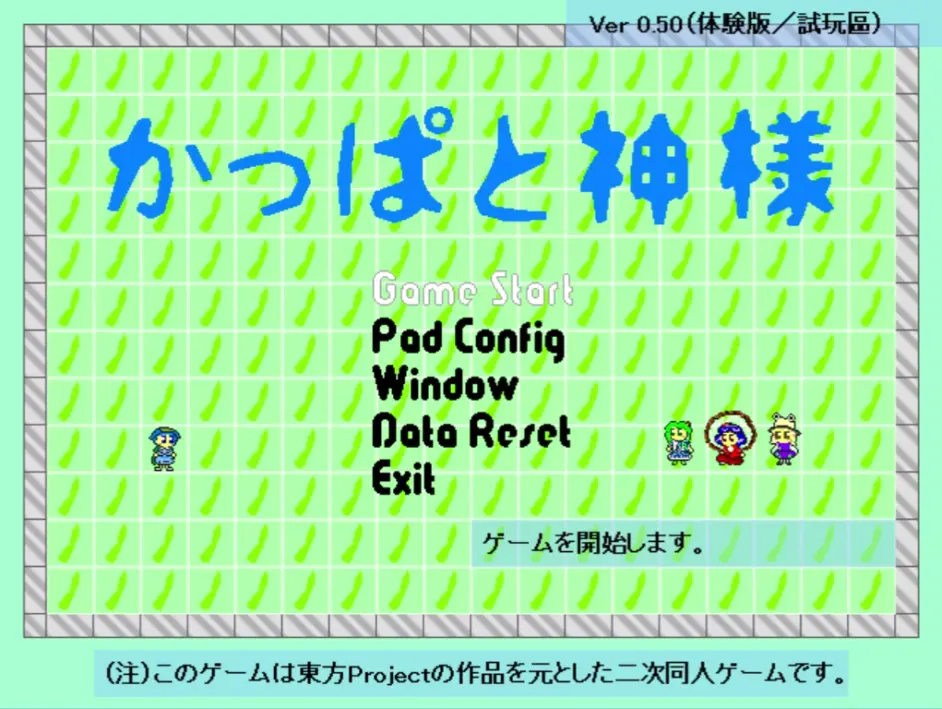 Ver 0.50(体験版／試玩區)
かっぱと神様
Game Start
Pad Config
Window
Data Reset
Exit
ゲームを開始します。
(注)このゲームは東方Projectの作品を元とした二次同人ゲームです。